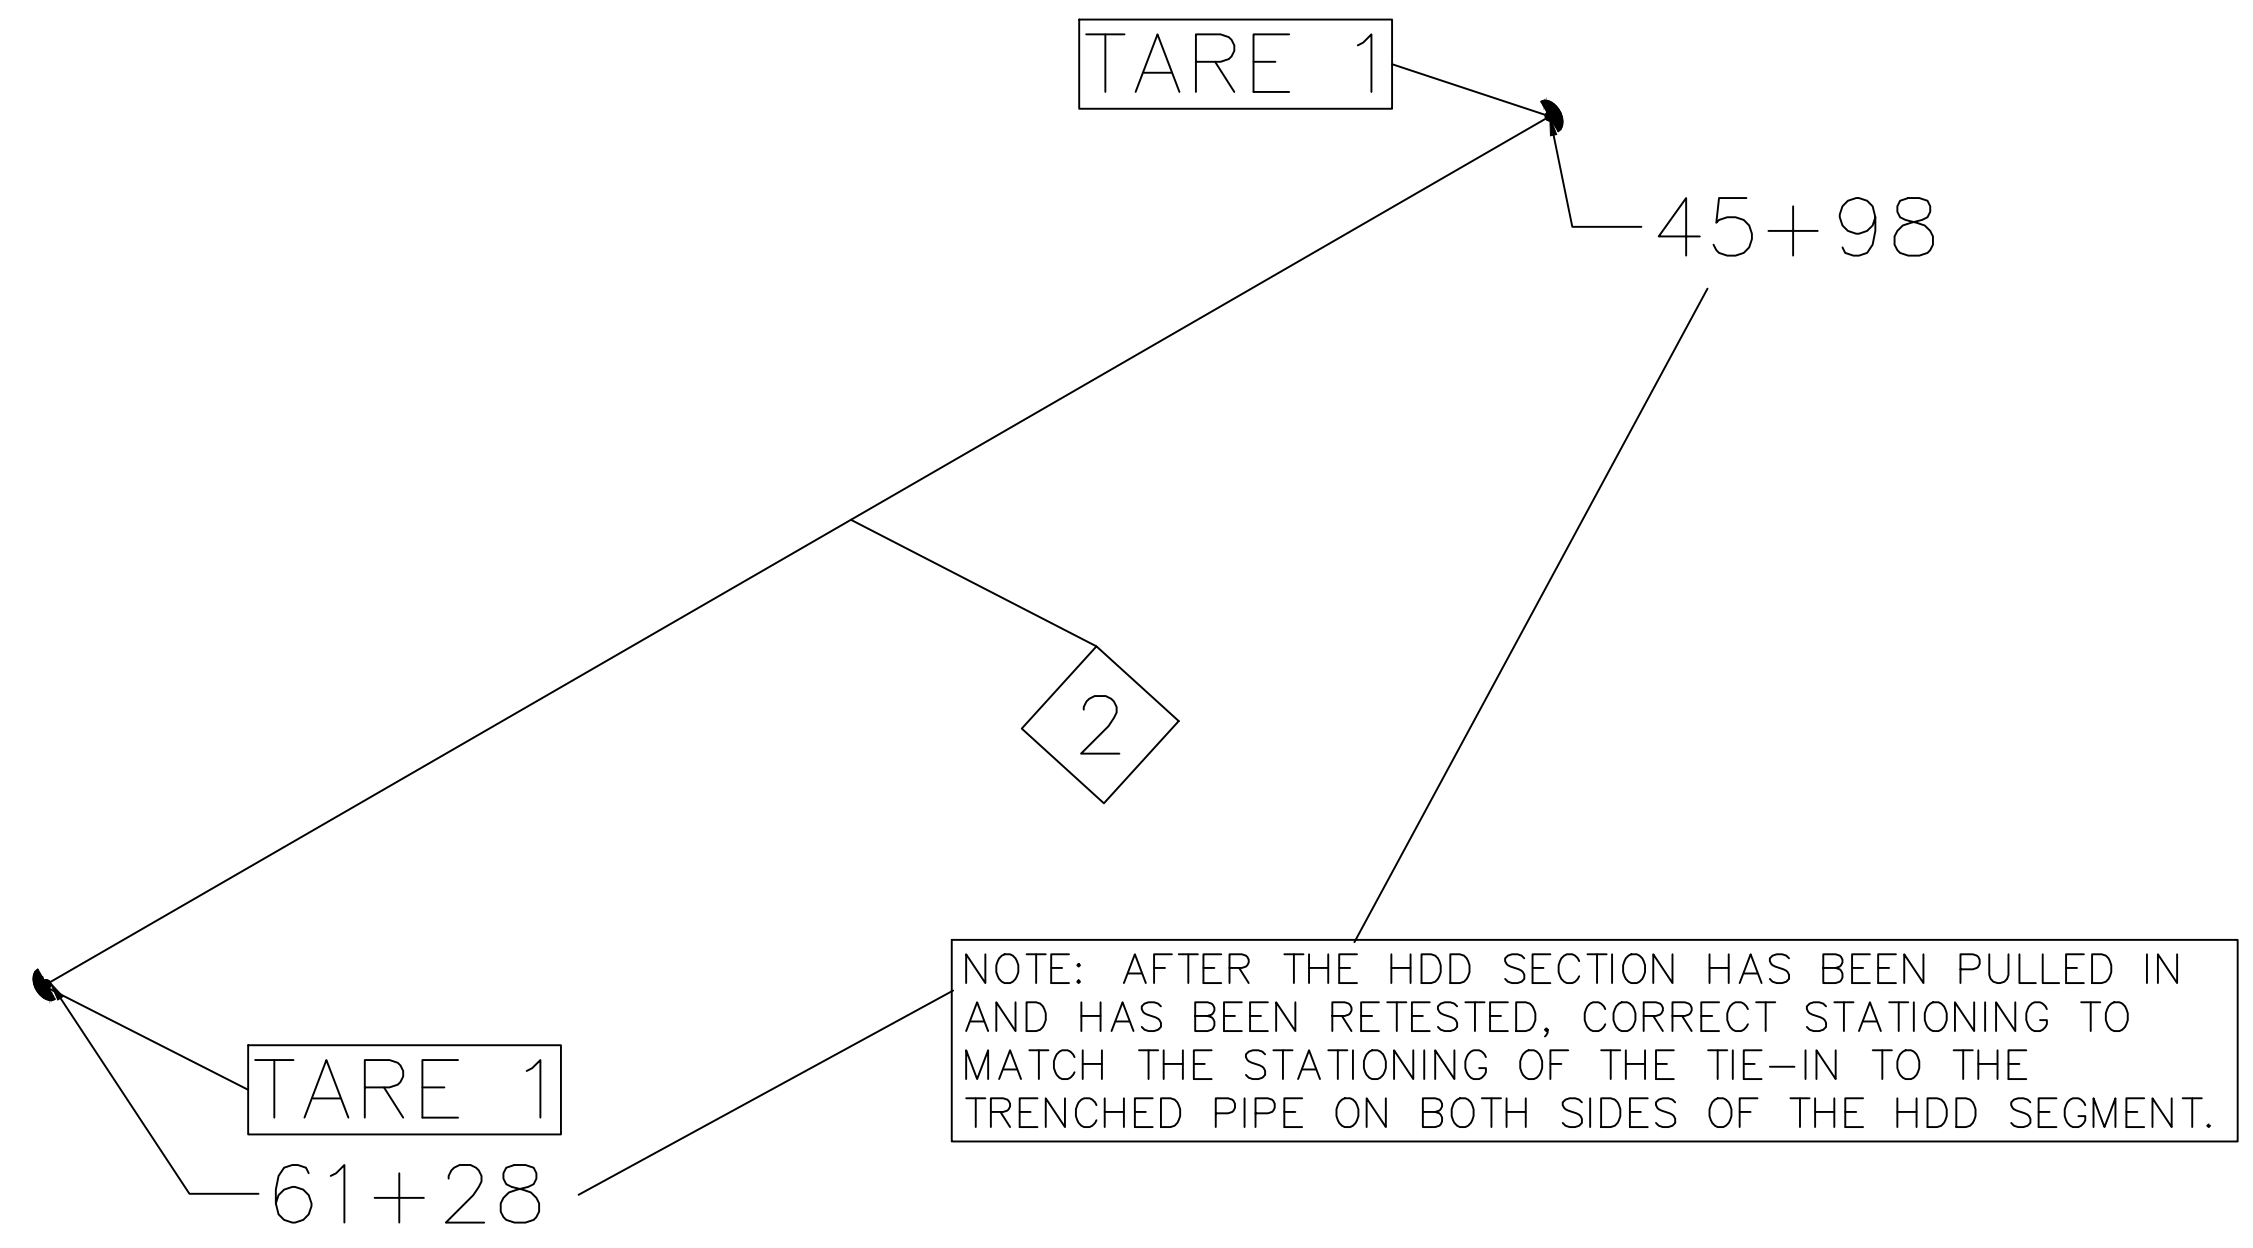 TARE 1
45+98
2
NOTE: AFTER THE HDD SECTION HAS BEEN PULLED IN
AND HAS BEEN RETESTED, CORRECT STATIONING TO
MATCH THE STATIONING OF THE TIE-IN TO THE
TRENCHED PIPE ON BOTH SIDES OF THE HDD SEGMENT.
TARE 1
61+28